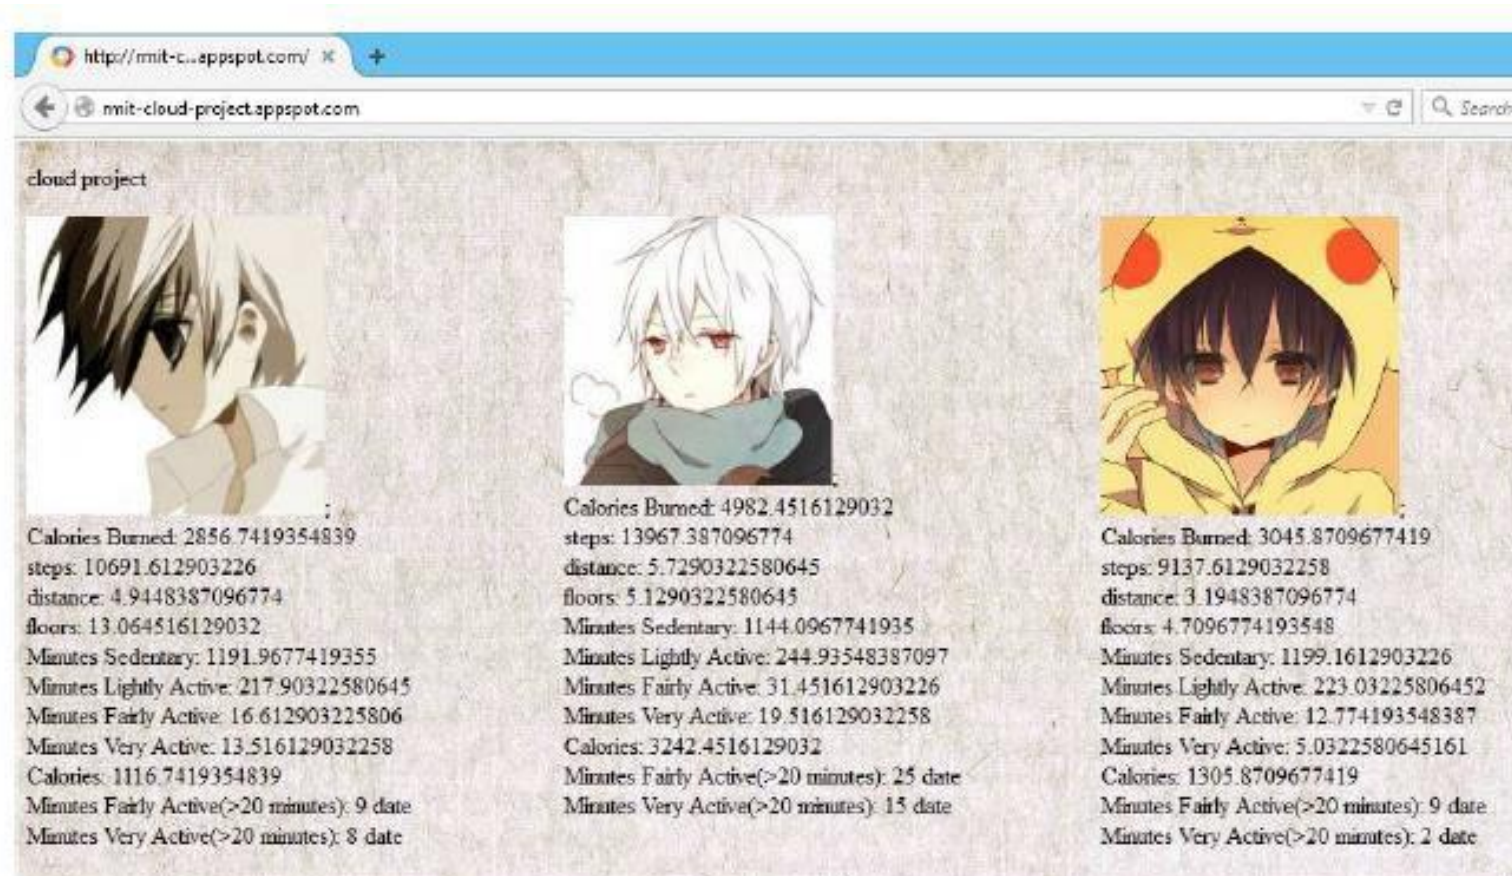 http://rmit-c...appspot.com/
rmit-cloud-project.appspot.com
Search
cloud project
;
Calories Burned: 2856.7419354839
steps: 10691.612903226
distance: 4.9448387096774
floors: 13.064516129032
Minutes Sedentary: 1191.9677419355
Minutes Lightly Active: 217.90322580645
Minutes Fairly Active: 16.612903225806
Minutes Very Active: 13.516129032258
Calories: 1116.7419354839
Minutes Fairly Active(>20 minutes): 9 date
Minutes Very Active(>20 minutes): 8 date
;
Calories Burned: 4982.4516129032
steps: 13967.387096774
distance: 5.7290322580645
floors: 5.1290322580645
Minutes Sedentary: 1144.0967741935
Minutes Lightly Active: 244.93548387097
Minutes Fairly Active: 31.451612903226
Minutes Very Active: 19.516129032258
Calories: 3242.4516129032
Minutes Fairly Active(>20 minutes): 25 date
Minutes Very Active(>20 minutes): 15 date
;
Calories Burned: 3045.8709677419
steps: 9137.6129032258
distance: 3.1948387096774
floors: 4.7096774193548
Minutes Sedentary: 1199.1612903226
Minutes Lightly Active: 223.03225806452
Minutes Fairly Active: 12.774193548387
Minutes Very Active: 5.0322580645161
Calories: 1305.8709677419
Minutes Fairly Active(>20 minutes): 9 date
Minutes Very Active(>20 minutes): 2 date